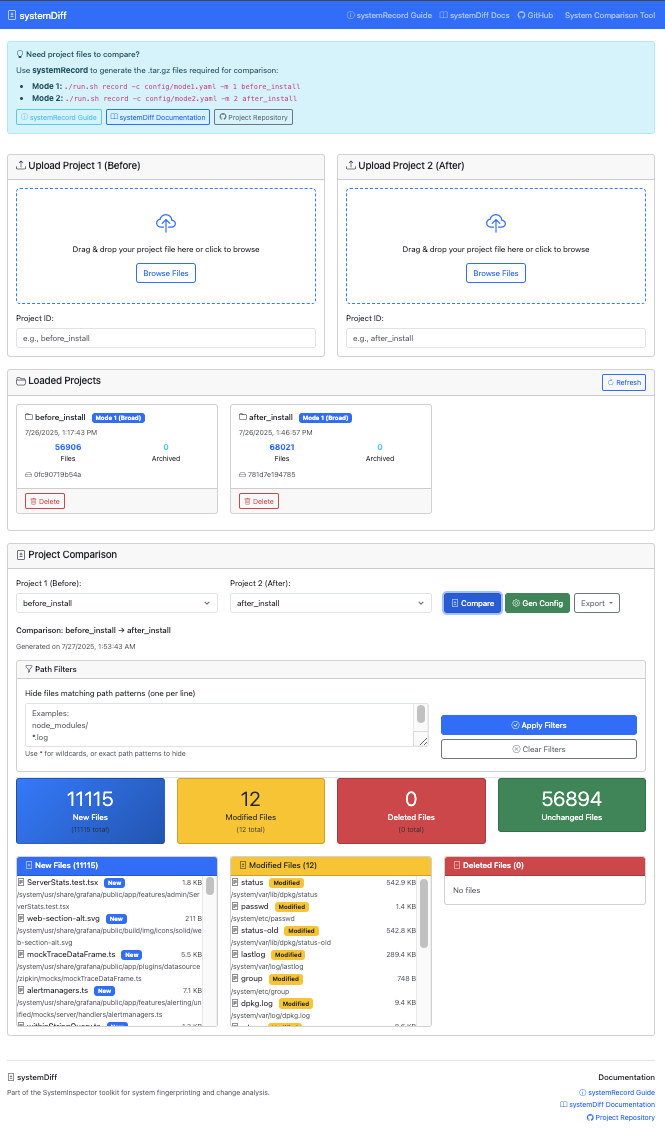 systemDiff
systemRecord Guide systemDiff Docs GitHub System Comparison Tool
Need project files to compare?
Use systemRecord to generate the .tar.gz files required for comparison:
• Mode 1: ./run.sh record -c config/mode1.yaml -m 1 before_install
• Mode 2: ./run.sh record -c config/mode2.yaml -m 2 after_install
systemRecord Guide systemDiff Documentation Project Repository
Upload Project 1 (Before)
Drag & drop your project file here or click to browse
Browse Files
Project ID:
e.g., before_install
Upload Project 2 (After)
Drag & drop your project file here or click to browse
Browse Files
Project ID:
e.g., after_install
Loaded Projects
Refresh
before_install Mode 1 (Broad)
7/26/2025, 1:17:43 PM
56906 0
Files Archived
0fc90719b54a
Delete
after_install Mode 1 (Broad)
7/26/2025, 1:46:57 PM
68021 0
Files Archived
781d7e194785
Delete
Project Comparison
Project 1 (Before):
before_install
Project 2 (After):
after_install
Compare Gen Config Export
Comparison: before_install → after_install
Generated on 7/27/2025, 1:53:43 AM
Path Filters
Hide files matching path patterns (one per line)
Examples:
node_modules/
*.log
Use * for wildcards, or exact path patterns to hide
Apply Filters
Clear Filters
11115
New Files
(11115 total)
12
Modified Files
(12 total)
0
Deleted Files
(0 total)
56894
Unchanged Files
New Files (11115)
ServerStats.test.tsx New 1.8 KB
/system/usr/share/grafana/public/app/features/admin/Ser
verStats.test.tsx
web-section-alt.svg New 211 B
/system/usr/share/grafana/public/build/img/icons/solid/we
b-section-alt.svg
mockTraceDataFrame.ts New 5.5 KB
/system/usr/share/grafana/public/app/plugins/datasource
/zipkin/mocks/mockTraceDataFrame.ts
alertmanagers.ts New 7.1 KB
/system/usr/share/grafana/public/app/features/alerting/un
ified/mocks/server/handlers/alertmanagers.ts
Modified Files (12)
status Modified 542.9 KB
/system/var/lib/dpkg/status
passwd Modified 1.4 KB
/system/etc/passwd
status-old Modified 542.8 KB
/system/var/lib/dpkg/status-old
lastlog Modified 289.4 KB
/system/var/log/lastlog
group Modified 748 B
/system/etc/group
dpkg.log Modified 9.4 KB
/system/var/log/dpkg.log
Deleted Files (0)
No files
systemDiff
Part of the SystemInspector toolkit for system fingerprinting and change analysis.
Documentation
systemRecord Guide
systemDiff Documentation
Project Repository